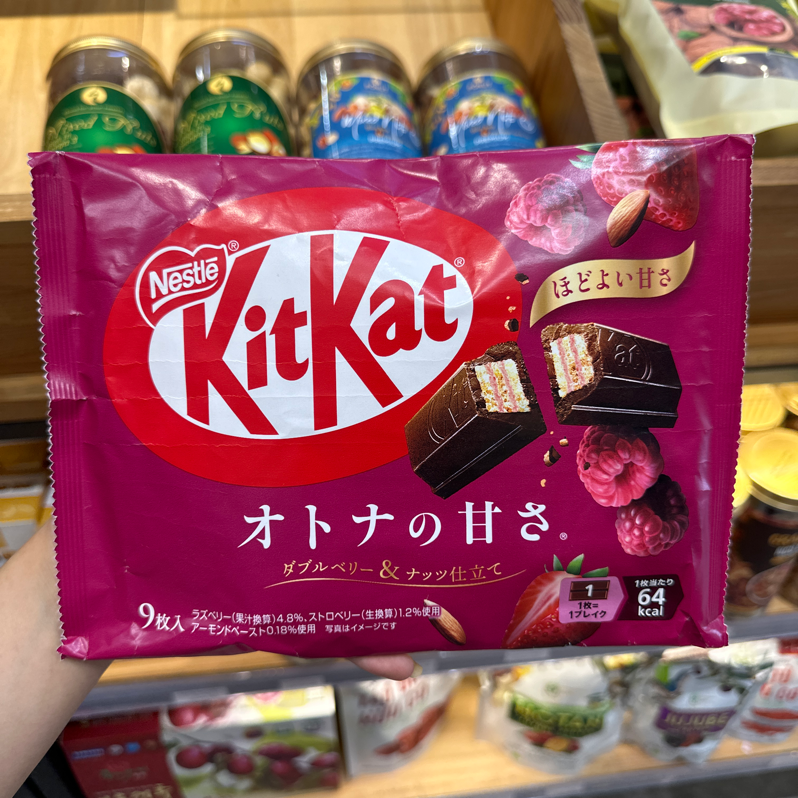 Nestlé®
KitKat®
ほどよい甘さ
オトナの甘さ®
ダブルベリー&ナッツ仕立て
9枚入
ラズベリー(果汁換算)4.8%、ストロベリー(生換算)1.2%使用
アーモンドペースト0.18%使用 写真はイメージです
1
1枚=
1ブレイク
1枚当たり
64
kcal
JUJUBE